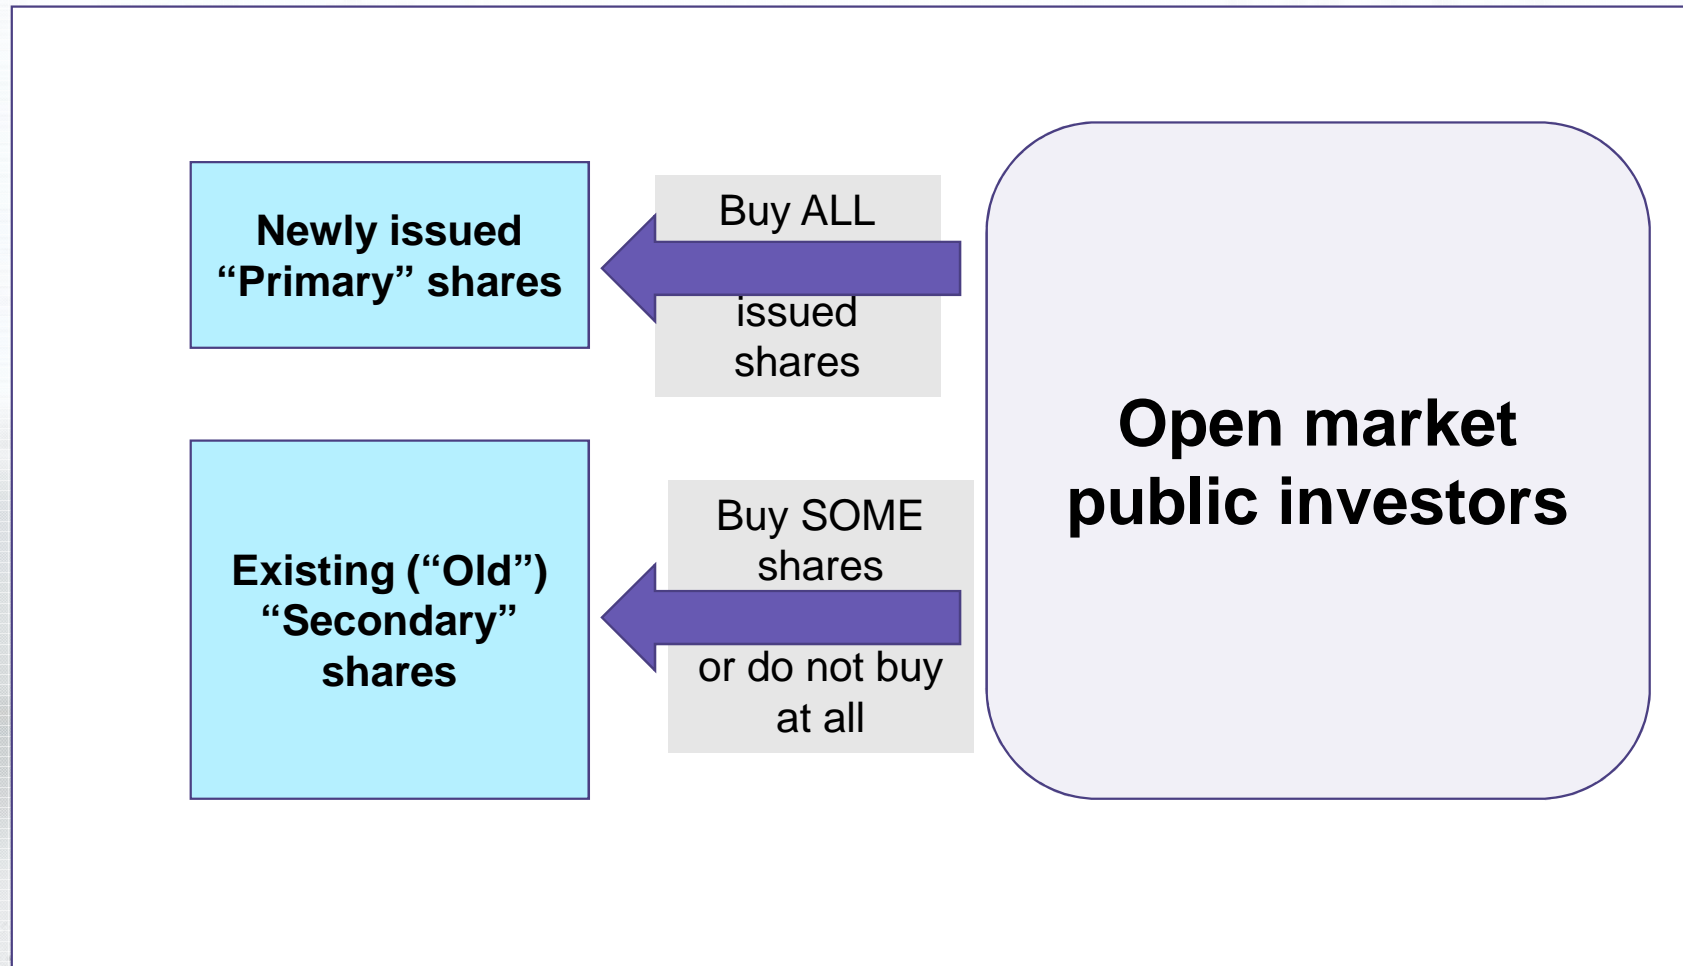 Newly issued
“Primary” shares
Buy ALL
issued
shares
Existing (“Old”)
“Secondary”
shares
Buy SOME
shares
or do not buy
at all
Open market
public investors